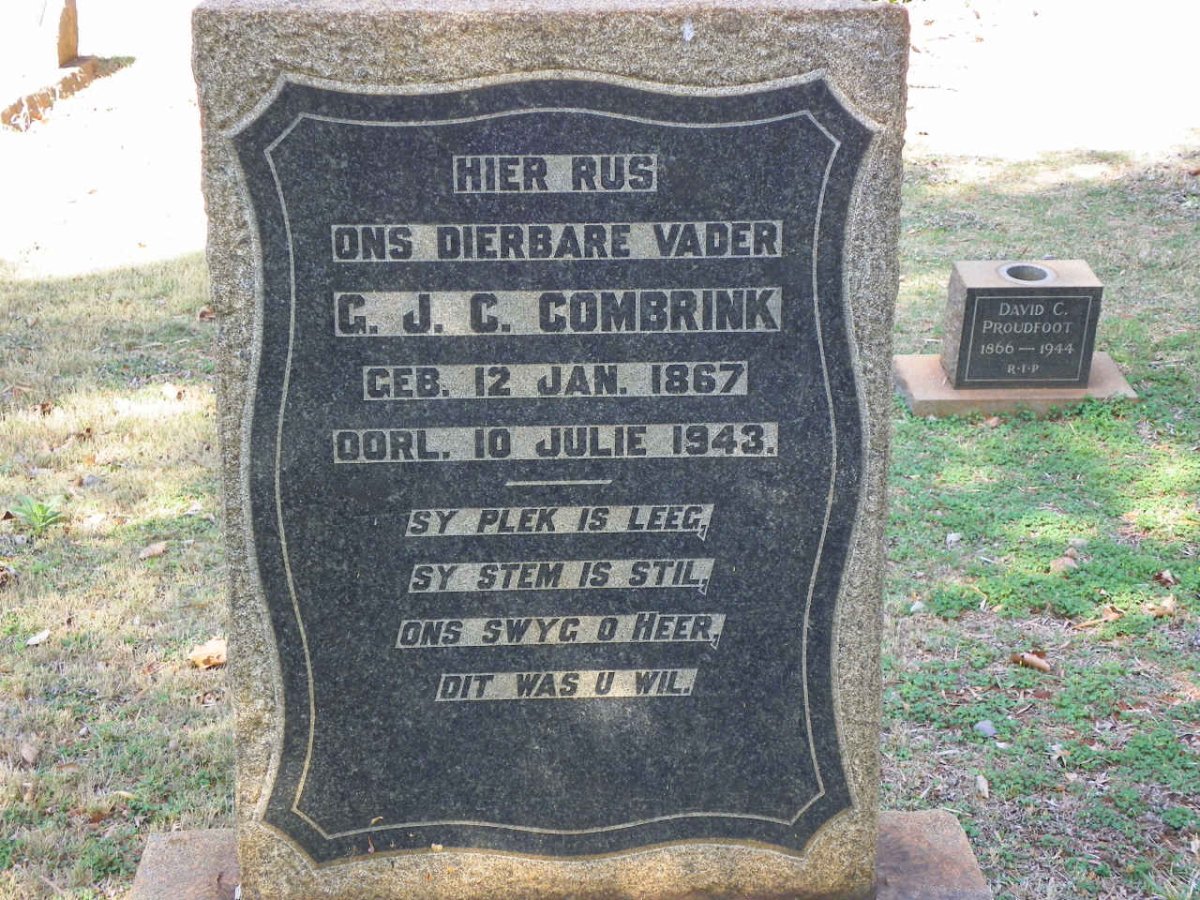 HIER RUS
ONS DIERBARE VADER
G. J. C. COMBRINK
GEB. 12 JAN. 1867
OORL. 10 JULIE 1943.
SY PLEK IS LEEG,
SY STEM IS STIL,
ONS SWYG O HEER,
DIT WAS U WIL.
DAVID C.
PROUDFOOT
1866 — 1944
R·I·P